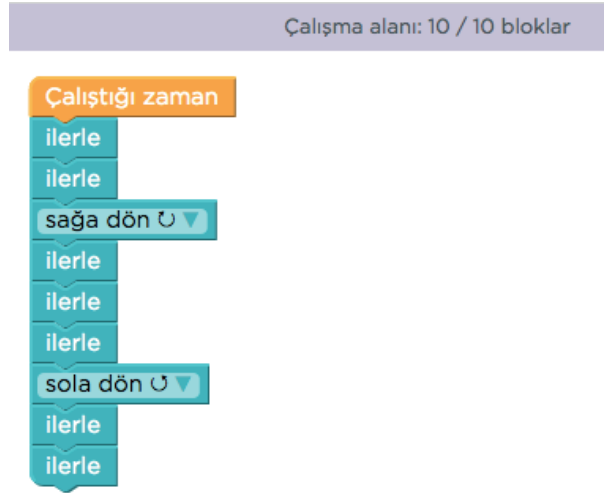 Çalışma alanı: 10 / 10 bloklar
Çalıştığı zaman
ilerle
ilerle
sağa dön ↻ ▼
ilerle
ilerle
ilerle
sola dön ↺ ▼
ilerle
ilerle